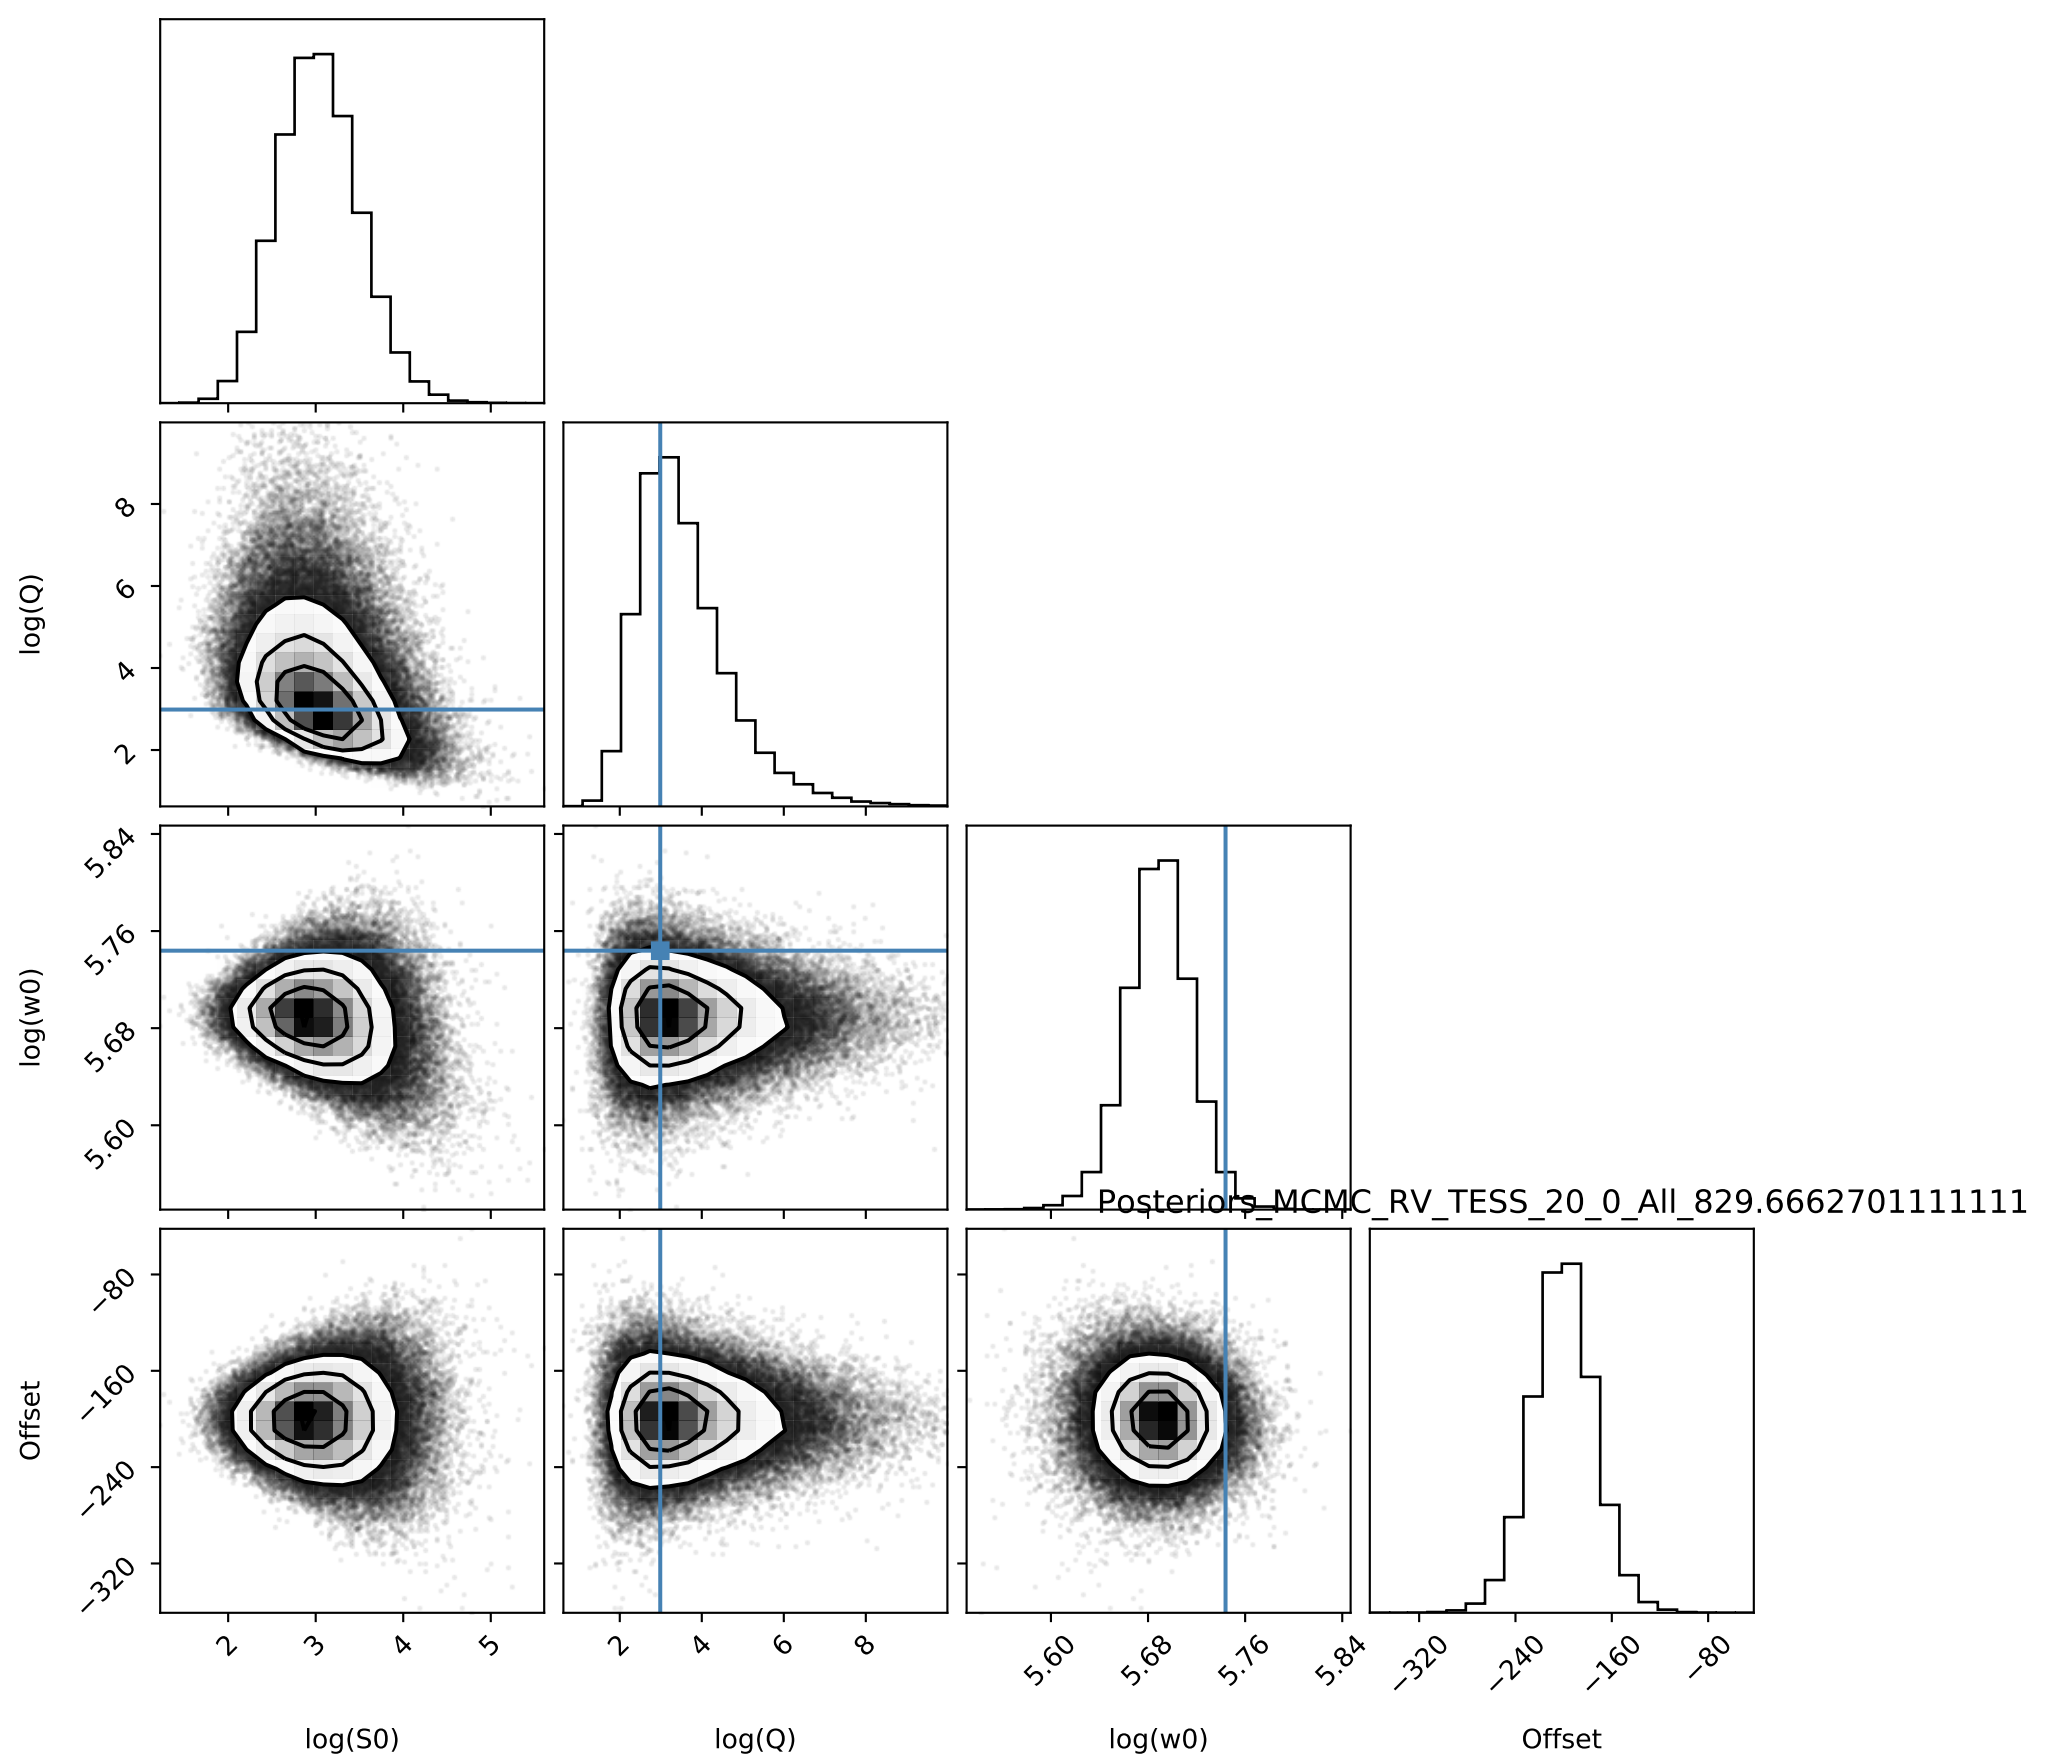 log(Q)
8
6
4
2
log(w0)
5.84
5.76
5.68
5.60
Posteriors_MCMC_RV_TESS_20_0_All_829.6662701111111
Offset
−80
−160
−240
−320
2 3 4 5
2 4 6 8
5.60 5.68 5.76 5.84
−320 −240 −160 −80
log(S0)
log(Q)
log(w0)
Offset